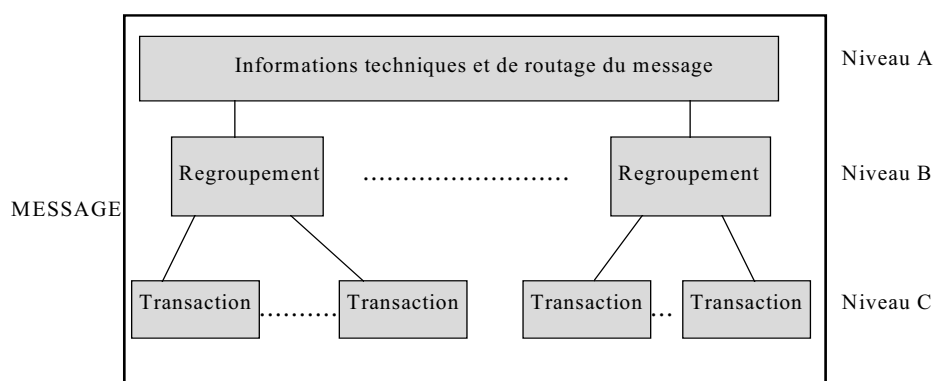 Informations techniques et de routage du message
Niveau A
Regroupement
..........................
Regroupement
Niveau B
MESSAGE
Transaction
..........
Transaction
Transaction
...
Transaction
Niveau C